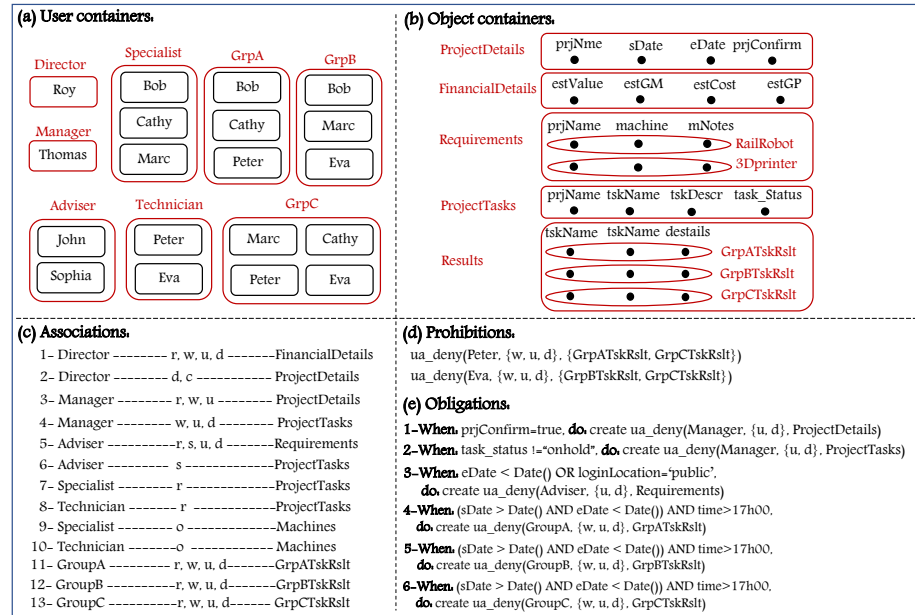 (a) User containers.
Director
Roy
Manager
Thomas
Specialist
Bob
Cathy
Marc
GrpA
Bob
Cathy
Peter
GrpB
Bob
Marc
Eva
Adviser
John
Sophia
Technician
Peter
Eva
GrpC
Marc Cathy
Peter Eva
(b) Object containers.
ProjectDetails
prjNme sDate eDate prjConfirm
FinancialDetails
estValue estGM estCost estGP
Requirements
prjName machine mNotes
RailRobot
3Dprinter
ProjectTasks
prjName tskName tskDescr task_Status
Results
tskName tskName destails
GrpATskRslt
GrpBTskRslt
GrpCTskRslt
(c) Associations.
1- Director -------- r, w, u, d -------FinancialDetails
2- Director -------- d, c ----------- ProjectDetails
3- Manager -------- r, w, u -------- ProjectDetails
4- Manager -------- w, u, d -------- ProjectTasks
5- Adviser -------- r, s, u, d ------- Requirements
6- Adviser -------- s -------------- ProjectTasks
7- Specialist ------- r -------------- ProjectTasks
8- Technician ------- r ------------- ProjectTasks
9- Specialist ------- o -------------- Machines
10- Technician ------o ------------- Machines
11- GroupA -------- r, w, u, d------GrpATskRslt
12- GroupB -------- r, w, u, d------GrpBTskRslt
13- GroupC -------- r, w, u, d------GrpCTskRslt
(d) Prohibitions.
ua_deny(Peter, {w, u, d}, {GrpATskRslt, GrpCTskRslt})
ua_deny(Eva, {w, u, d}, {GrpBTskRslt, GrpCTskRslt})
(e) Obligations.
1-When. prjConfirm=true, do. create ua_deny(Manager, {u, d}, ProjectDetails)
2-When. task_status !="onhold", do. create ua_deny(Manager, {u, d}, ProjectTasks)
3-When. eDate < Date() OR loginLocation='public',
do. create ua_deny(Adviser, {u, d}, Requirements)
4-When. (sDate > Date() AND eDate < Date()) AND time>17h00,
do. create ua_deny(GroupA, {w, u, d}, GrpATskRslt)
5-When. (sDate > Date() AND eDate < Date()) AND time>17h00,
do. create ua_deny(GroupB, {w, u, d}, GrpBTskRslt)
6-When. (sDate > Date() AND eDate < Date()) AND time>17h00,
do. create ua_deny(GroupC, {w, u, d}, GrpCTskRslt)